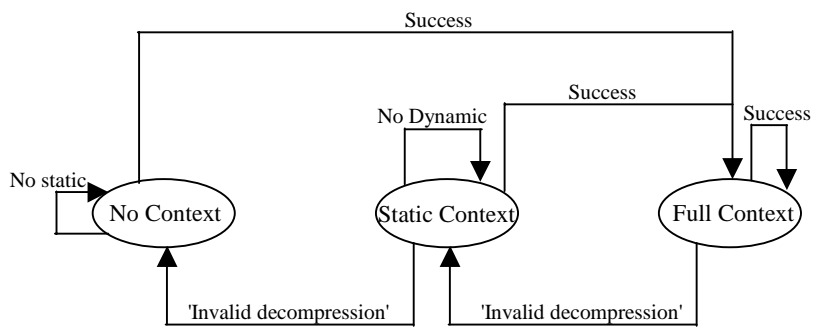 Success
Success
No Dynamic
Success
No static
No Context
Static Context
Full Context
'Invalid decompression'
'Invalid decompression'